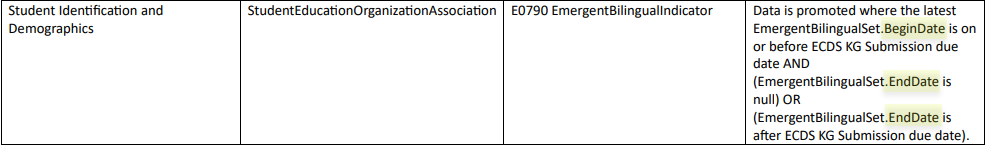 Student Identification and
Demographics
StudentEducationOrganizationAssociation
E0790 EmergentBilingualIndicator
Data is promoted where the latest
EmergentBilingualSet.BeginDate is on
or before ECDS KG Submission due
date AND
(EmergentBilingualSet.EndDate is
null) OR
(EmergentBilingualSet.EndDate is
after ECDS KG Submission due date).